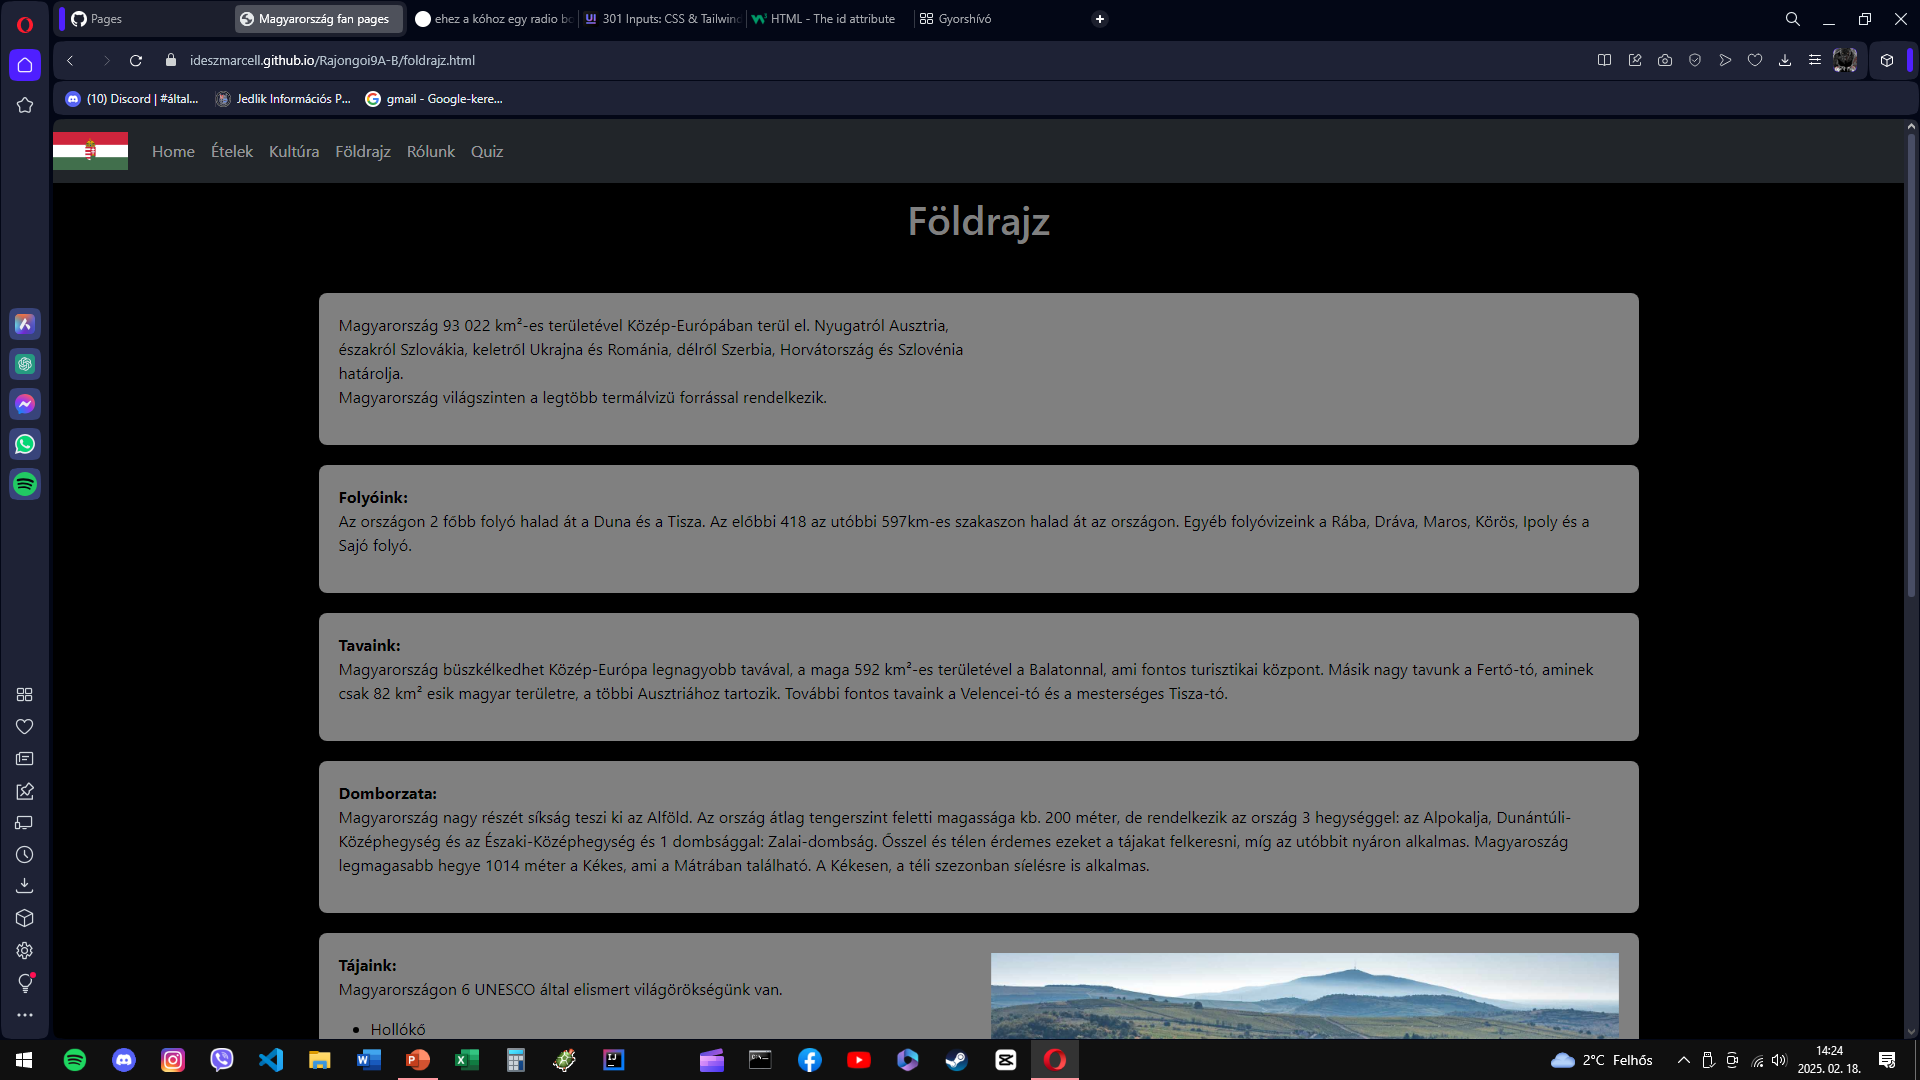 Pages
Magyarország fan pages
ehez a kóhoz egy radio bo
301 Inputs: CSS & Tailwind
HTML - The id attribute
Gyorshívó
ideszmarcell.github.io/Rajongoi9A-B/foldrajz.html
(10) Discord | #által...
Jedlik Információs P...
gmail - Google-kere...
Home Ételek Kultúra Földrajz Rólunk Quiz
Földrajz
Magyarország 93 022 km²-es területével Közép-Európában terül el. Nyugatról Ausztria,
északról Szlovákia, keletről Ukrajna és Románia, délről Szerbia, Horvátország és Szlovénia
határolja.
Magyarország világszinten a legtöbb termálvizü forrással rendelkezik.
Folyóink:
Az országon 2 főbb folyó halad át a Duna és a Tisza. Az előbbi 418 az utóbbi 597km-es szakaszon halad át az országon. Egyéb folyóvizeink a Rába, Dráva, Maros, Körös, Ipoly és a
Sajó folyó.
Tavaink:
Magyarország büszkélkedhet Közép-Európa legnagyobb tavával, a maga 592 km²-es területével a Balatonnal, ami fontos turisztikai központ. Másik nagy tavunk a Fertő-tó, aminek
csak 82 km² esik magyar területre, a többi Ausztriához tartozik. További fontos tavaink a Velencei-tó és a mesterséges Tisza-tó.
Domborzata:
Magyarország nagy részét síkság teszi ki az Alföld. Az ország átlag tengerszint feletti magassága kb. 200 méter, de rendelkezik az ország 3 hegységgel: az Alpokalja, Dunántúli-
Középhegység és az Északi-Középhegység és 1 dombsággal: Zalai-dombság. Ősszel és télen érdemes ezeket a tájakat felkeresni, míg az utóbbit nyáron alkalmas. Magyaroszág
legmagasabb hegye 1014 méter a Kékes, ami a Mátrában található. A Kékesen, a téli szezonban síelésre is alkalmas.
Tájaink:
Magyarországon 6 UNESCO által elismert világörökségünk van.
Hollókő
2°C Felhős
14:24
2025. 02. 18.